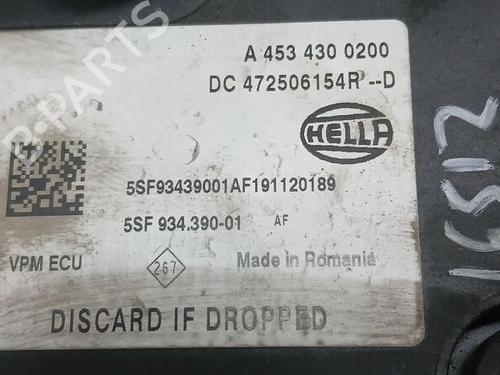 A 453 430 0200
DC 472506154R --D
HELLA
5SF93439001AF191120189
5SF 934.390-01 AF
VPM ECU
267
Made in Romania
DISCARD IF DROPPED
B-PARTS